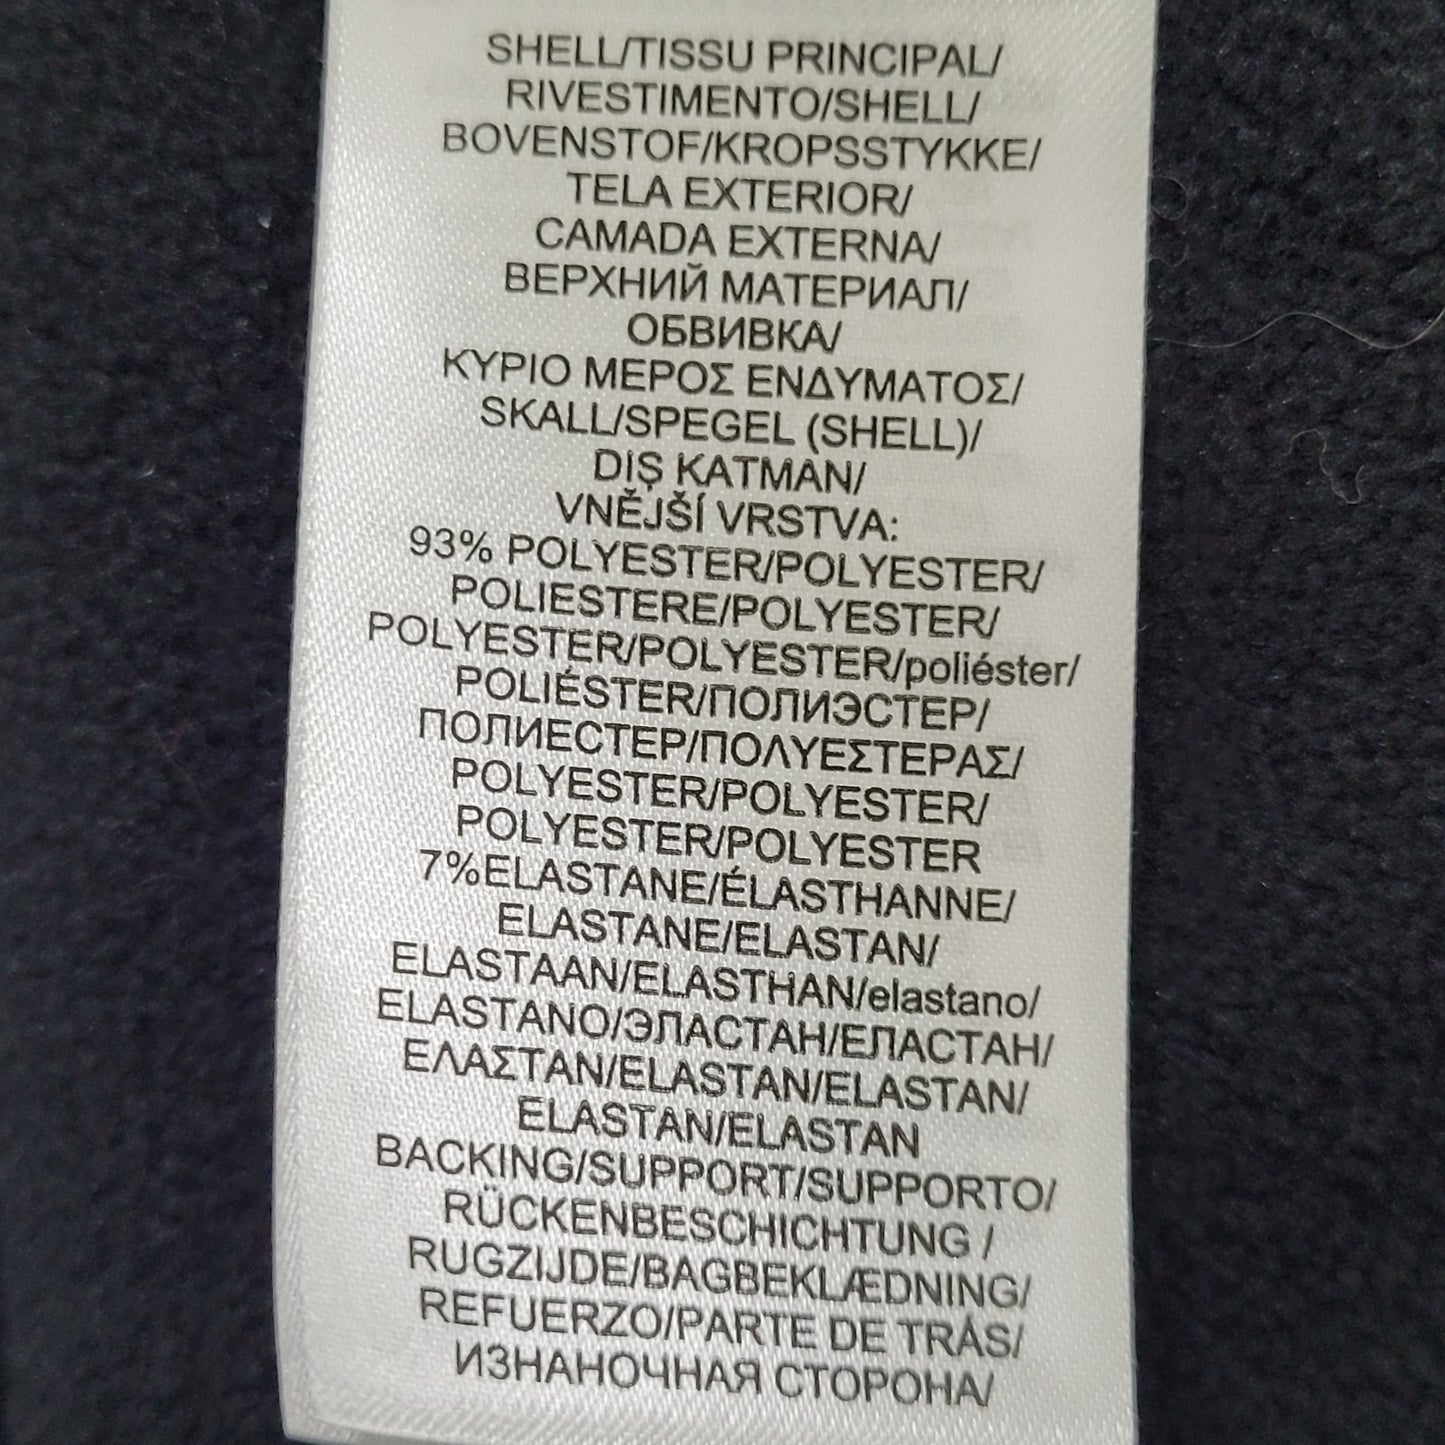 SHELL/TISSU PRINCIPAL/
RIVESTIMENTO/SHELL/
BOVENSTOF/KROPSSTYKKE/
TELA EXTERIOR/
CAMADA EXTERNA/
ВЕРХНИЙ МАТЕРИАЛ/
ОБВИВКА/
ΚΥΡΙΟ ΜΕΡΟΣ ΕΝΔΥΜΑΤΟΣ/
SKALL/SPEGEL (SHELL)/
DIŞ KATMAN/
VNĚJŠÍ VRSTVA:
93% POLYESTER/POLYESTER/
POLIESTERE/POLYESTER/
POLYESTER/POLYESTER/poliéster/
POLIÉSTER/ПОЛИЭСТЕР/
ПОЛИЕСТЕР/ΠΟΛΥΕΣΤΕΡΑΣ/
POLYESTER/POLYESTER/
POLYESTER/POLYESTER
7%ELASTANE/ÉLASTHANNE/
ELASTANE/ELASTAN/
ELASTAAN/ELASTHAN/elastano/
ELASTANO/ЭЛАСТАН/ЕЛАСТАН/
ΕΛΑΣΤΑΝ/ELASTAN/ELASTAN/
ELASTAN/ELASTAN
BACKING/SUPPORT/SUPPORTO/
RÜCKENBESCHICHTUNG /
RUGZIJDE/BAGBEKLÆDNING/
REFUERZO/PARTE DE TRÁS/
ИЗНАНОЧНАЯ СТОРОНА/